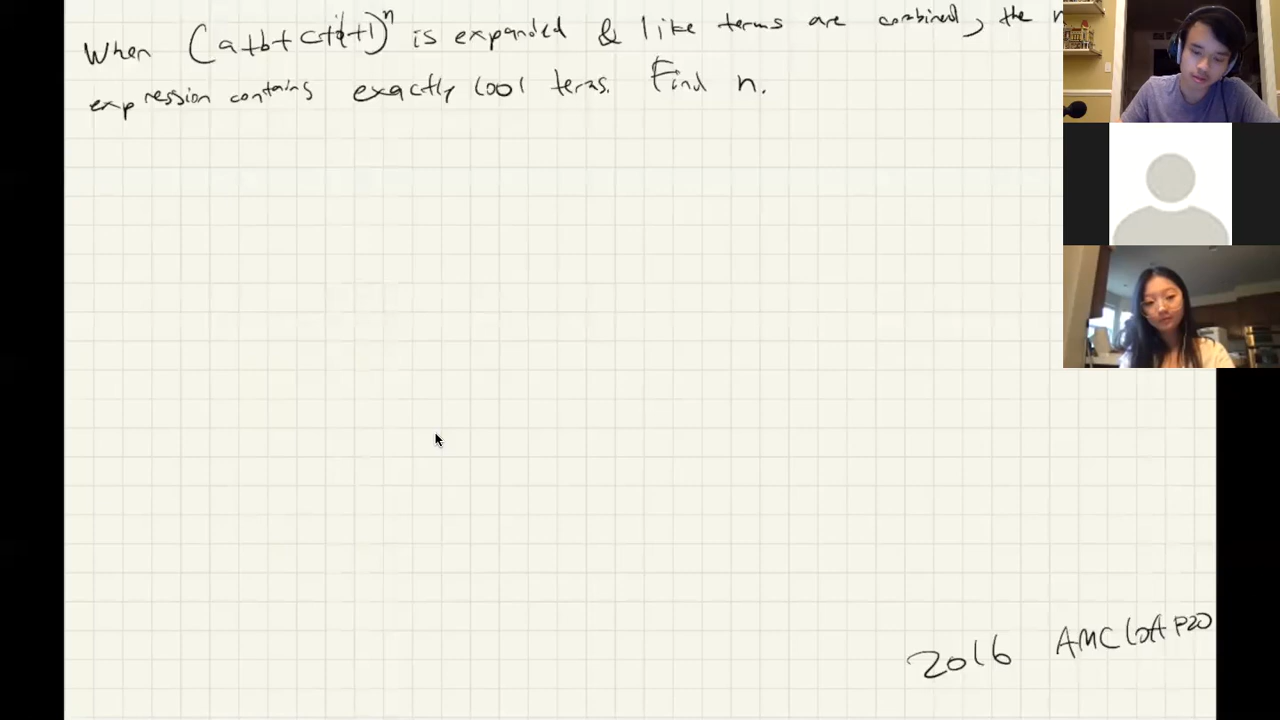 When (a+b+c+d+1)^n is expanded & like terms are combined, the
expression contains exactly 1001 terms. Find n.
2016 AMC 10A P20